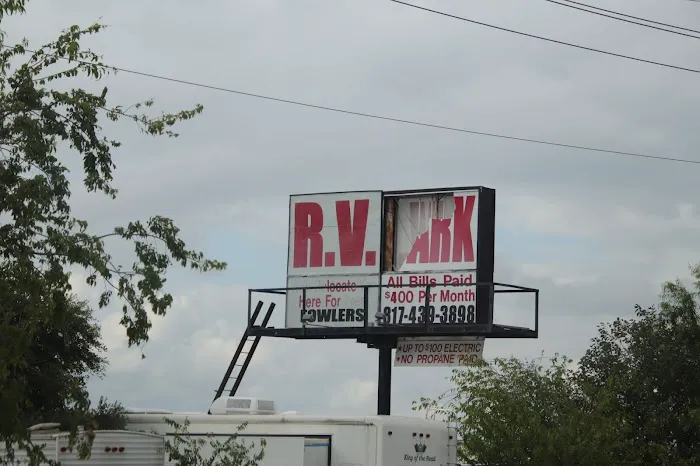 R.V. ARK
locate
Here For
FOWLERS
All Bills Paid
$400 Per Month
817-439-3898
• UP TO $100 ELECTRIC
• NO PROPANE PAID
King of the Road